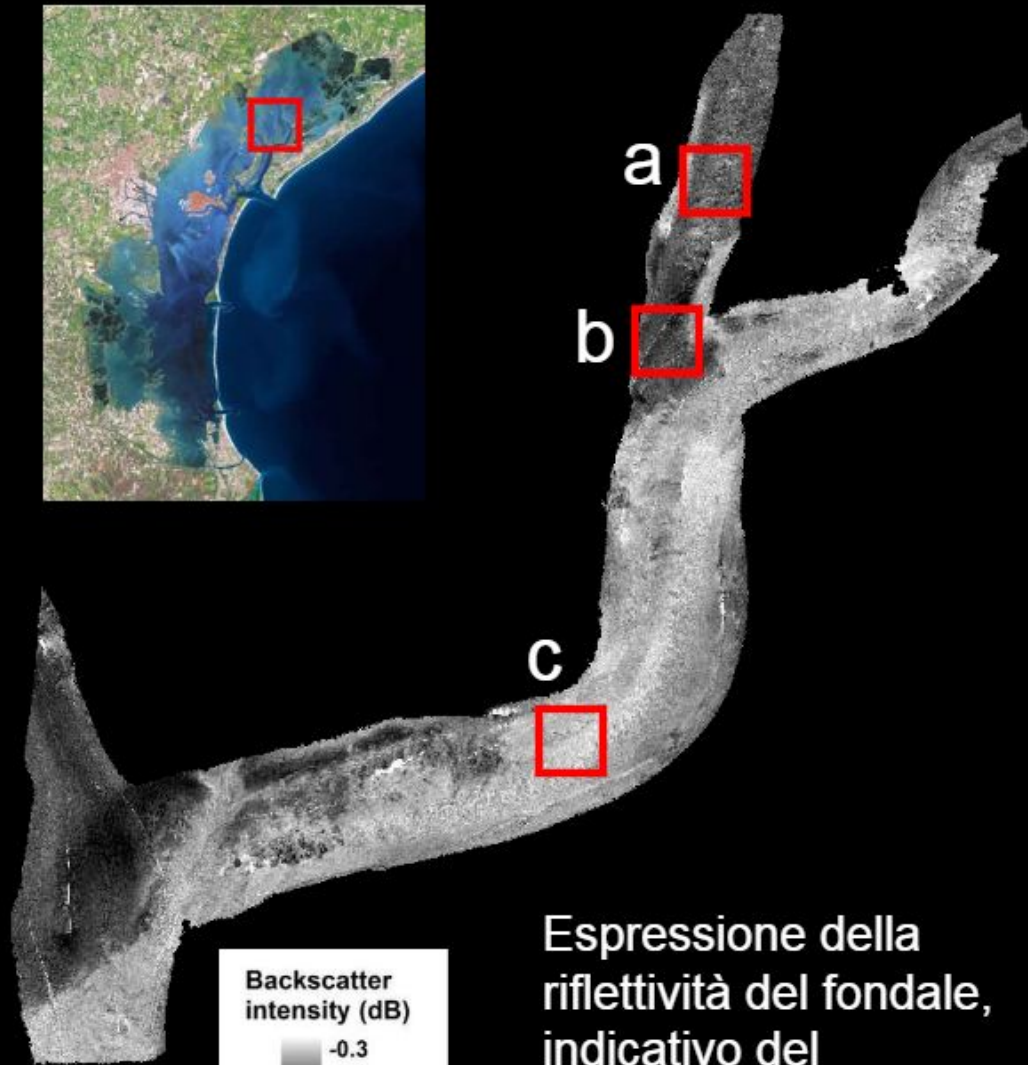 a
b
c
Backscatter
intensity (dB)
-0.3
Espressione della
riflettività del fondale,
indicativo del